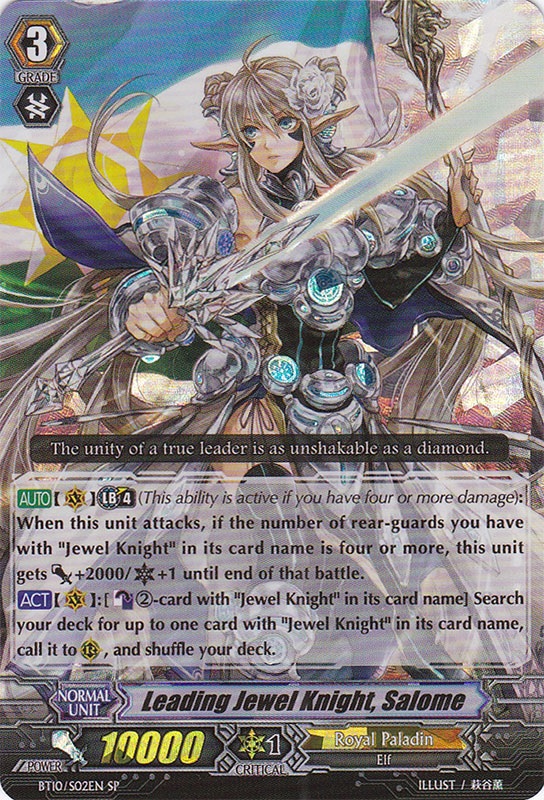 3
GRADE
The unity of a true leader is as unshakable as a diamond.
AUTO【 】LB 4 (This ability is active if you have four or more damage):
When this unit attacks, if the number of rear-guards you have
with "Jewel Knight" in its card name is four or more, this unit
gets +2000/ +1 until end of that battle.
ACT【 】:[ ②-card with "Jewel Knight" in its card name] Search
your deck for up to one card with "Jewel Knight" in its card name,
call it to , and shuffle your deck.
NORMAL
UNIT
Leading Jewel Knight, Salome
POWER
10000
1
CRITICAL
Royal Paladin
Elf
BT10/S02EN SP
ILLUST / 萩谷薫